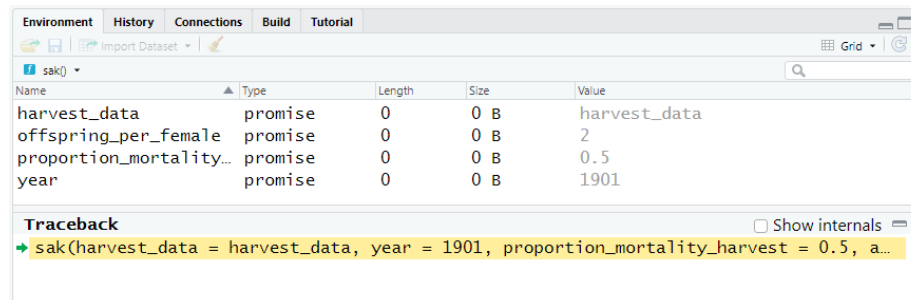 Environment History Connections Build Tutorial
Import Dataset Grid
sak()
Name Type Length Size Value
harvest_data promise 0 0 B harvest_data
offspring_per_female promise 0 0 B 2
proportion_mortality… promise 0 0 B 0.5
year promise 0 0 B 1901
Traceback Show internals
sak(harvest_data = harvest_data, year = 1901, proportion_mortality_harvest = 0.5, a…